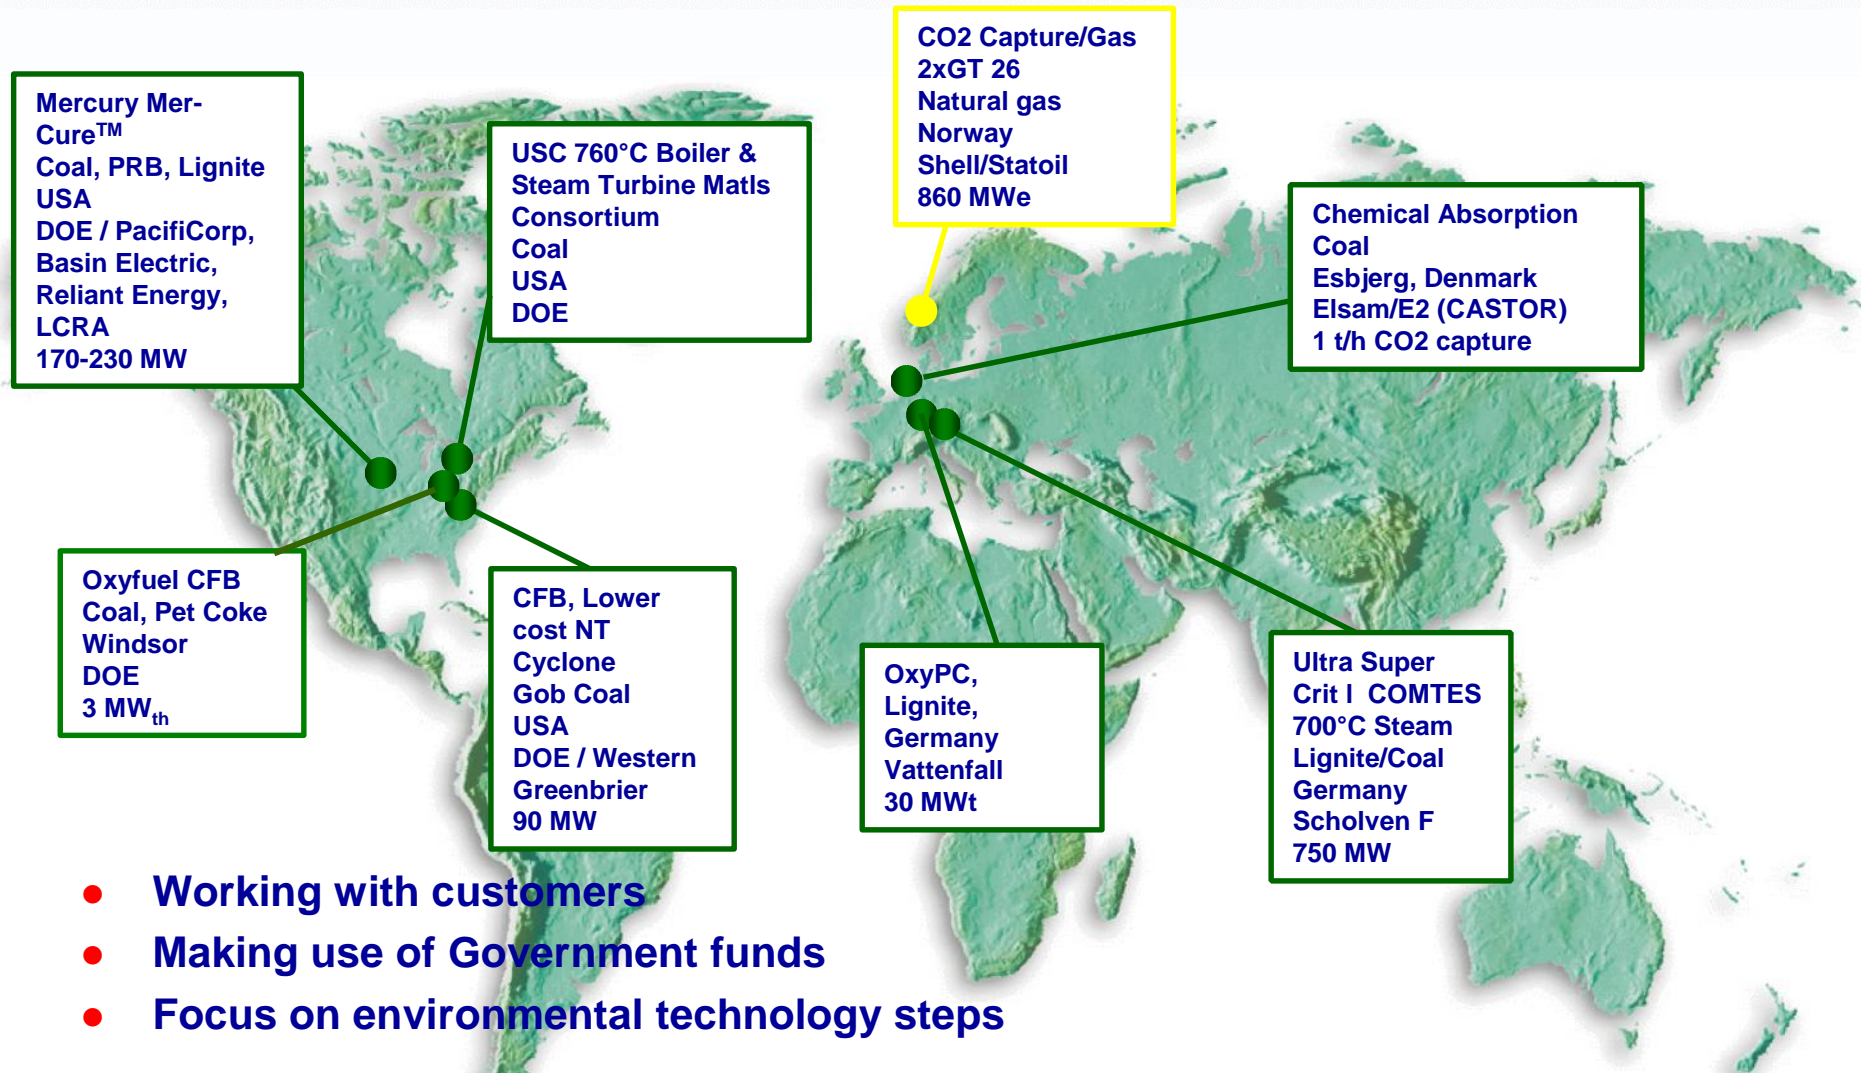 Mercury Mer-
Cure™
Coal, PRB, Lignite
USA
DOE / PacifiCorp,
Basin Electric,
Reliant Energy,
LCRA
170-230 MW
USC 760°C Boiler &
Steam Turbine Matls
Consortium
Coal
USA
DOE
CO2 Capture/Gas
2xGT 26
Natural gas
Norway
Shell/Statoil
860 MWe
Chemical Absorption
Coal
Esbjerg, Denmark
Elsam/E2 (CASTOR)
1 t/h CO2 capture
Oxyfuel CFB
Coal, Pet Coke
Windsor
DOE
3 MWth
CFB, Lower
cost NT
Cyclone
Gob Coal
USA
DOE / Western
Greenbrier
90 MW
OxyPC,
Lignite,
Germany
Vattenfall
30 MWt
Ultra Super
Crit I COMTES
700°C Steam
Lignite/Coal
Germany
Scholven F
750 MW
● Working with customers
● Making use of Government funds
● Focus on environmental technology steps